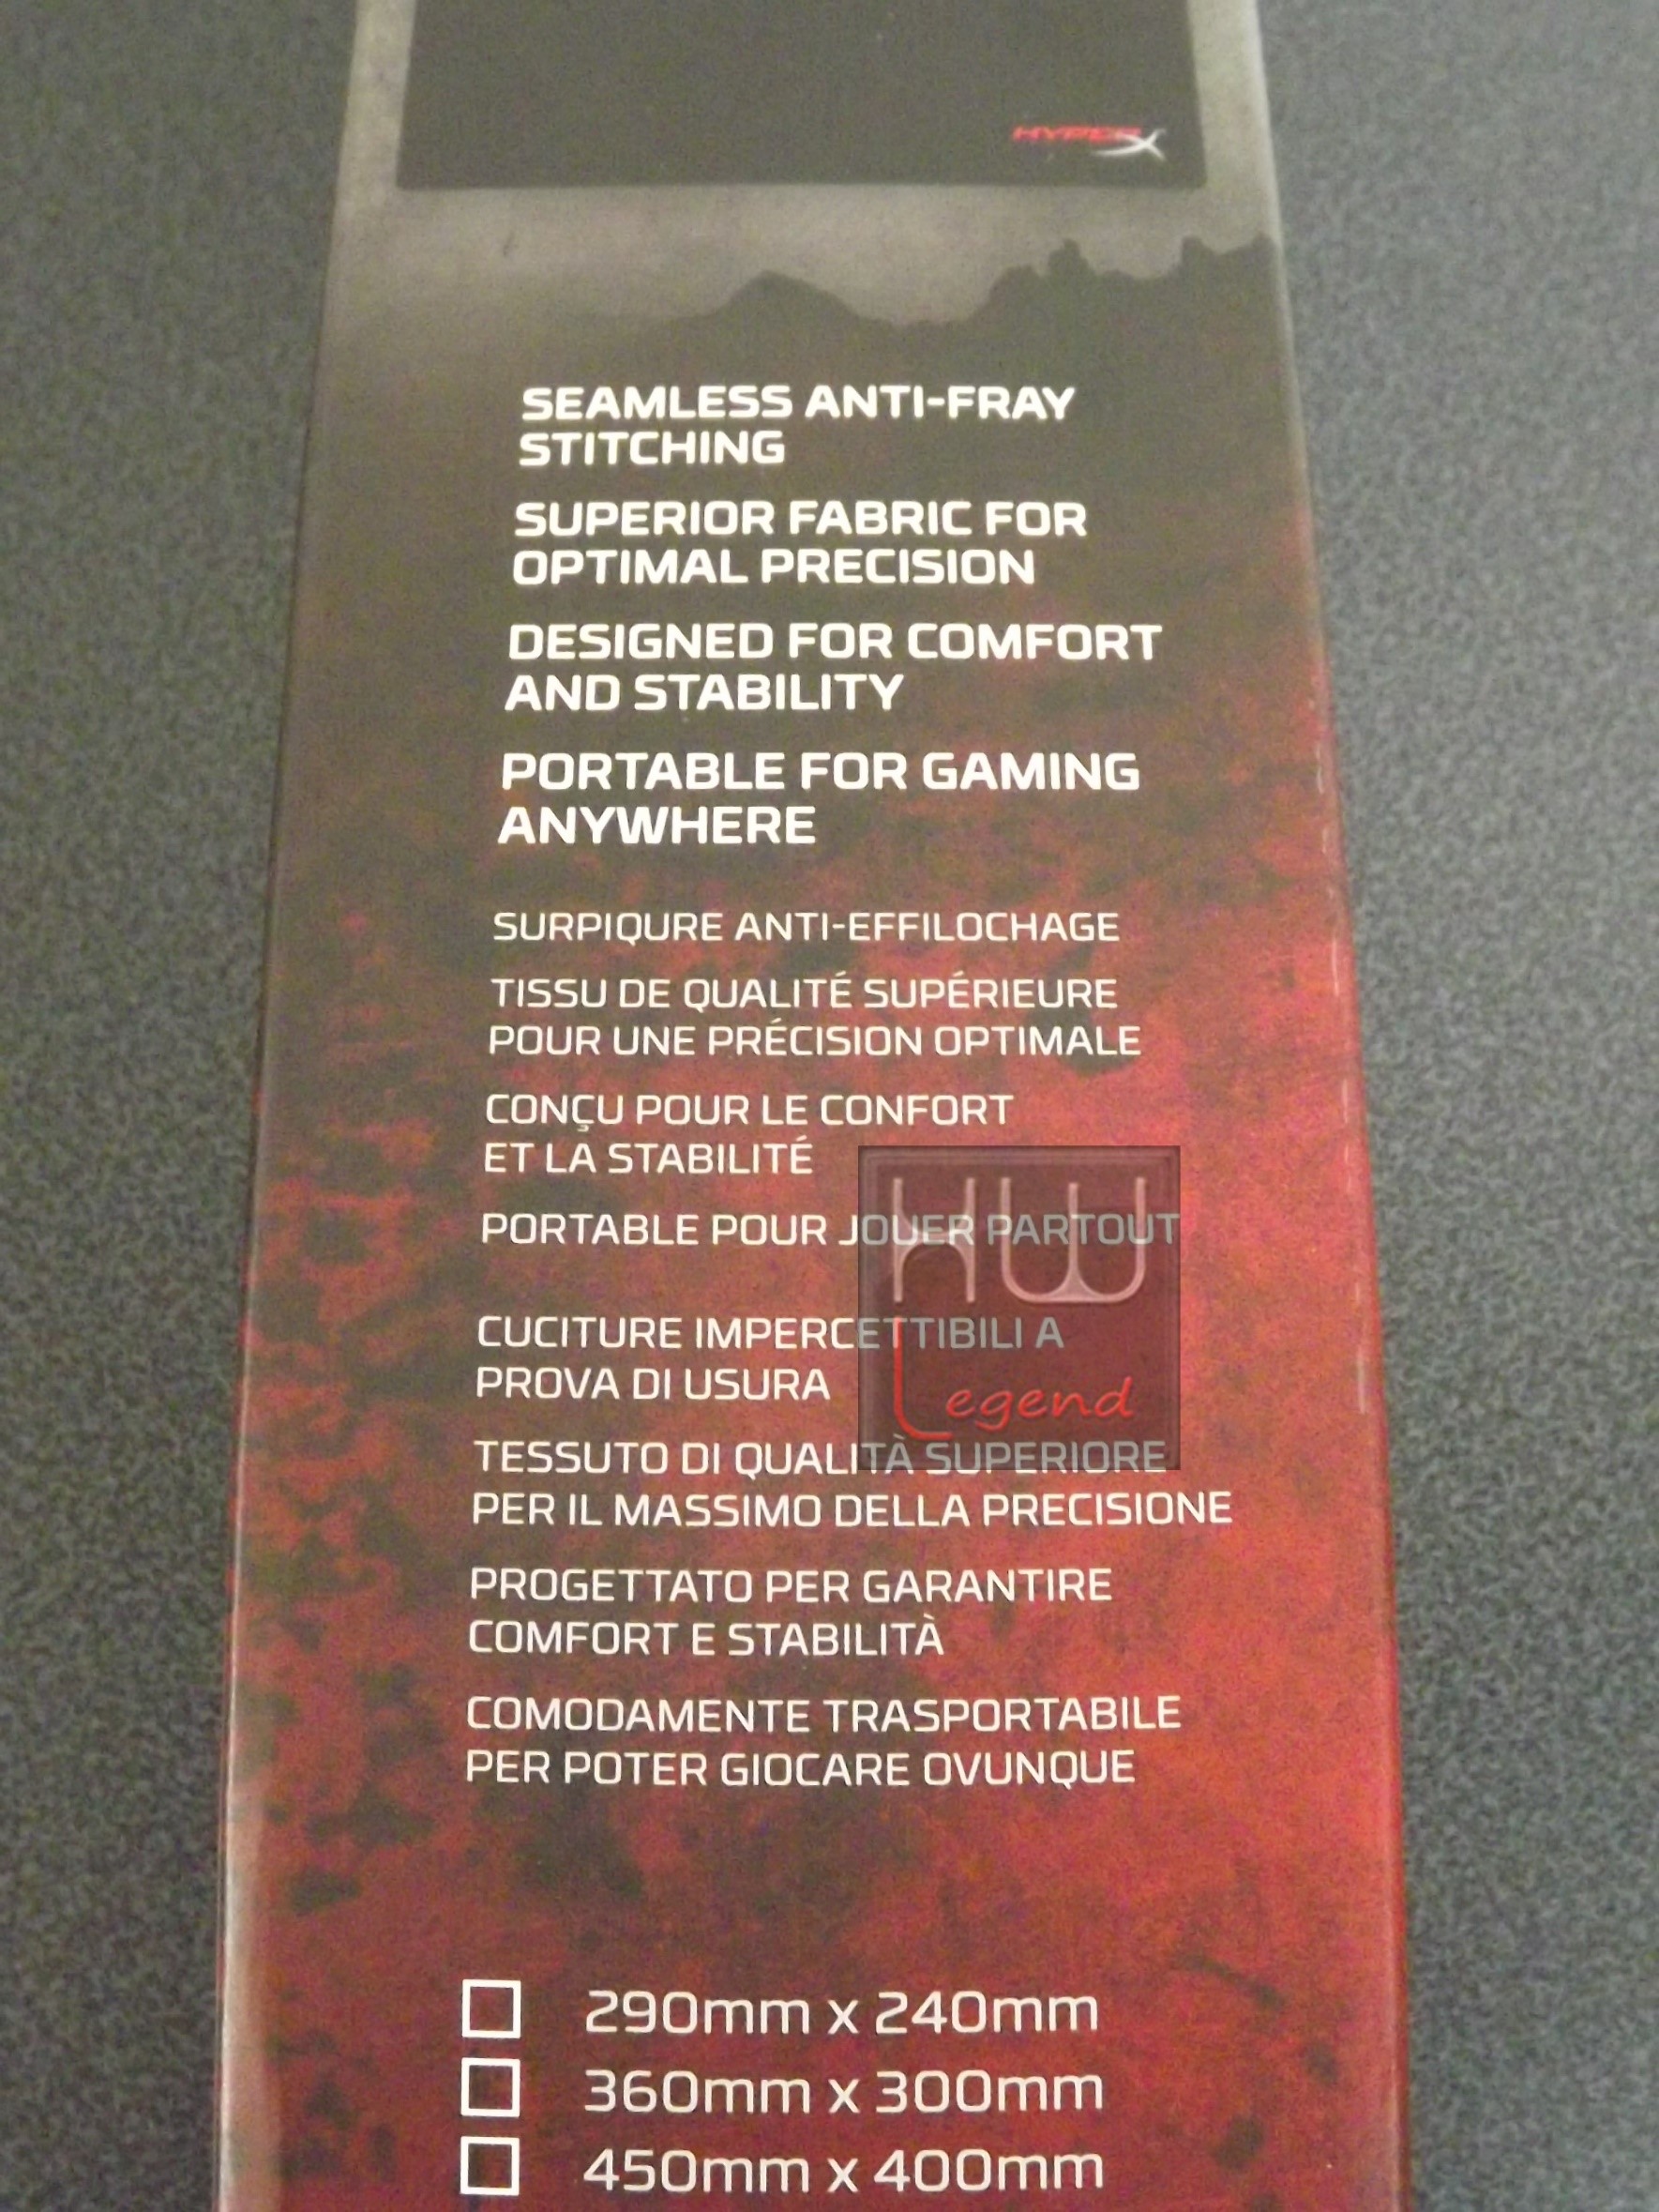 HYPERX
SEAMLESS ANTI-FRAY
STITCHING
SUPERIOR FABRIC FOR
OPTIMAL PRECISION
DESIGNED FOR COMFORT
AND STABILITY
PORTABLE FOR GAMING
ANYWHERE
SURPIQURE ANTI-EFFILOCHAGE
TISSU DE QUALITÉ SUPÉRIEURE
POUR UNE PRÉCISION OPTIMALE
CONÇU POUR LE CONFORT
ET LA STABILITÉ
PORTABLE POUR JOUER PARTOUT
HW
Legend
CUCITURE IMPERCETTIBILI A
PROVA DI USURA
TESSUTO DI QUALITÀ SUPERIORE
PER IL MASSIMO DELLA PRECISIONE
PROGETTATO PER GARANTIRE
COMFORT E STABILITÀ
COMODAMENTE TRASPORTABILE
PER POTER GIOCARE OVUNQUE
290mm x 240mm
360mm x 300mm
450mm x 400mm